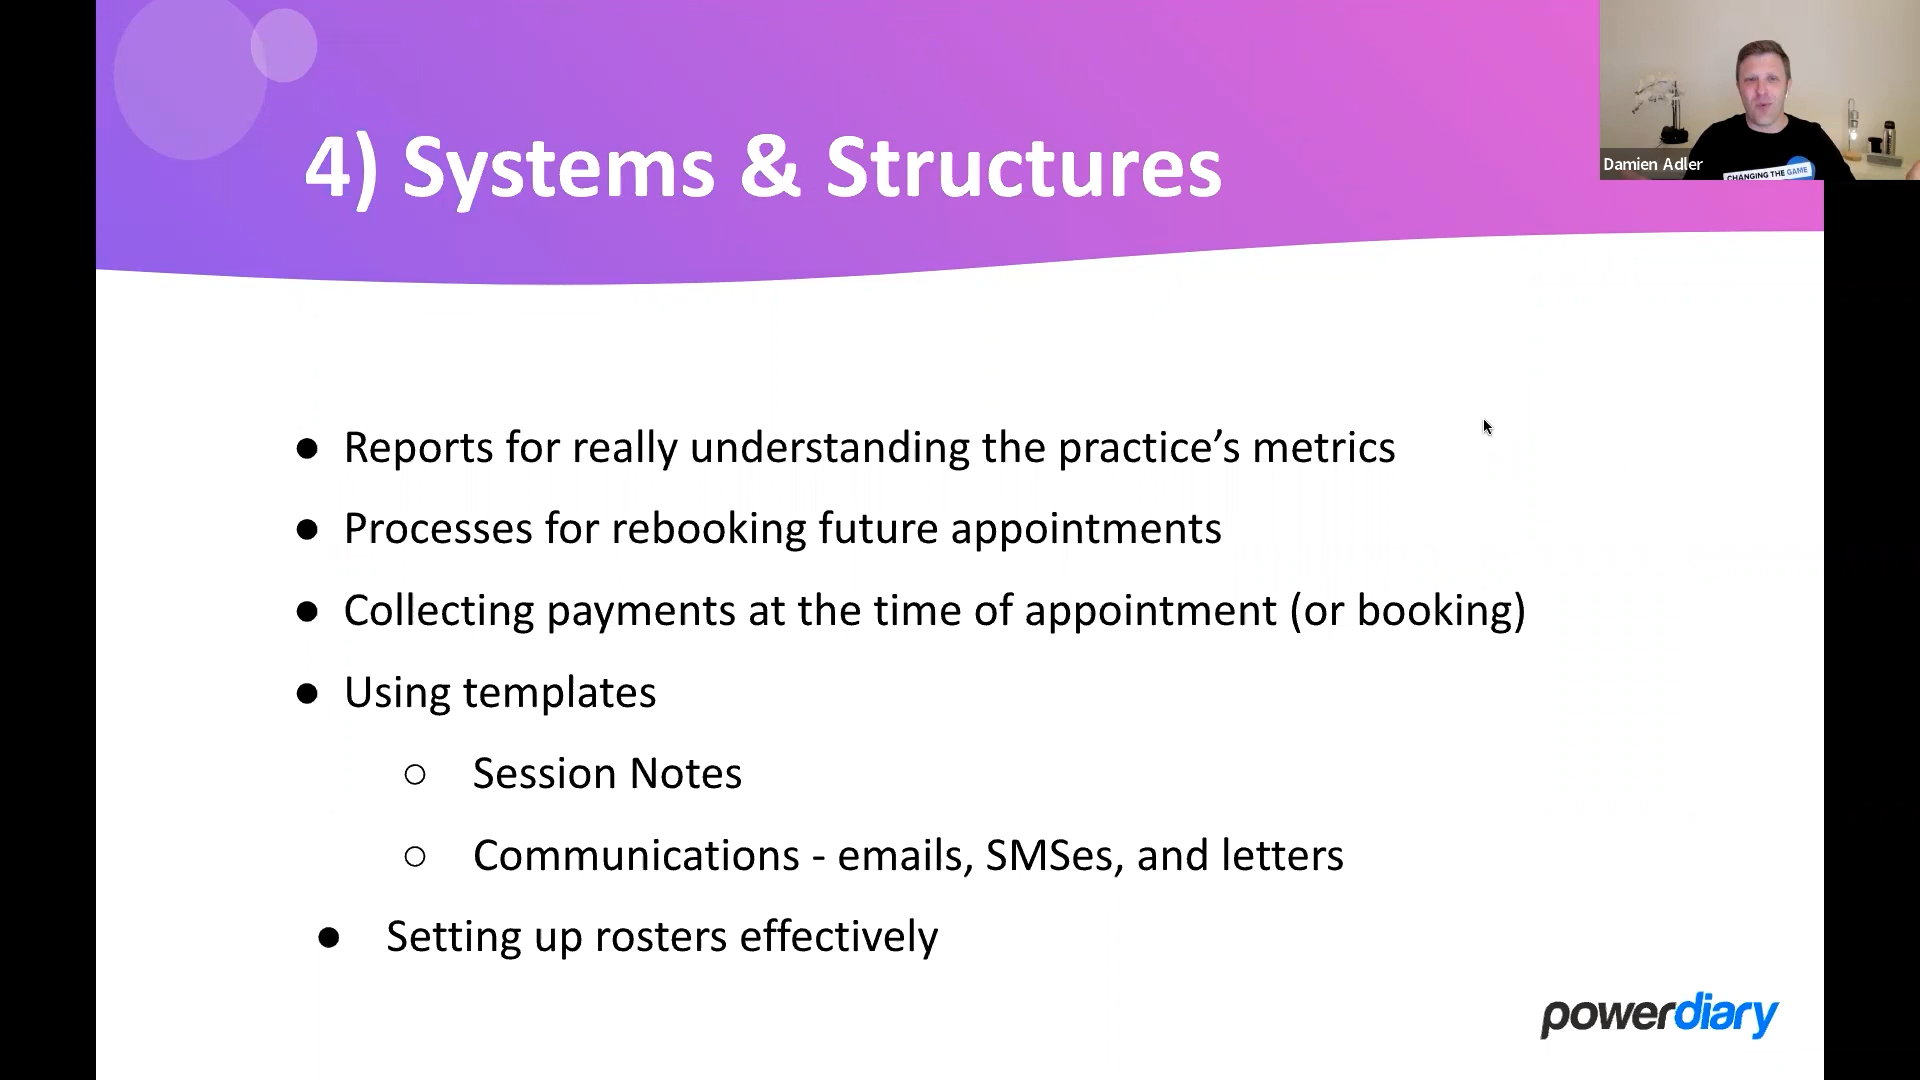 4) Systems & Structures
Damien Adler
CHANGING THE GAME
● Reports for really understanding the practice’s metrics
● Processes for rebooking future appointments
● Collecting payments at the time of appointment (or booking)
● Using templates
○ Session Notes
○ Communications - emails, SMSes, and letters
● Setting up rosters effectively
powerdiary